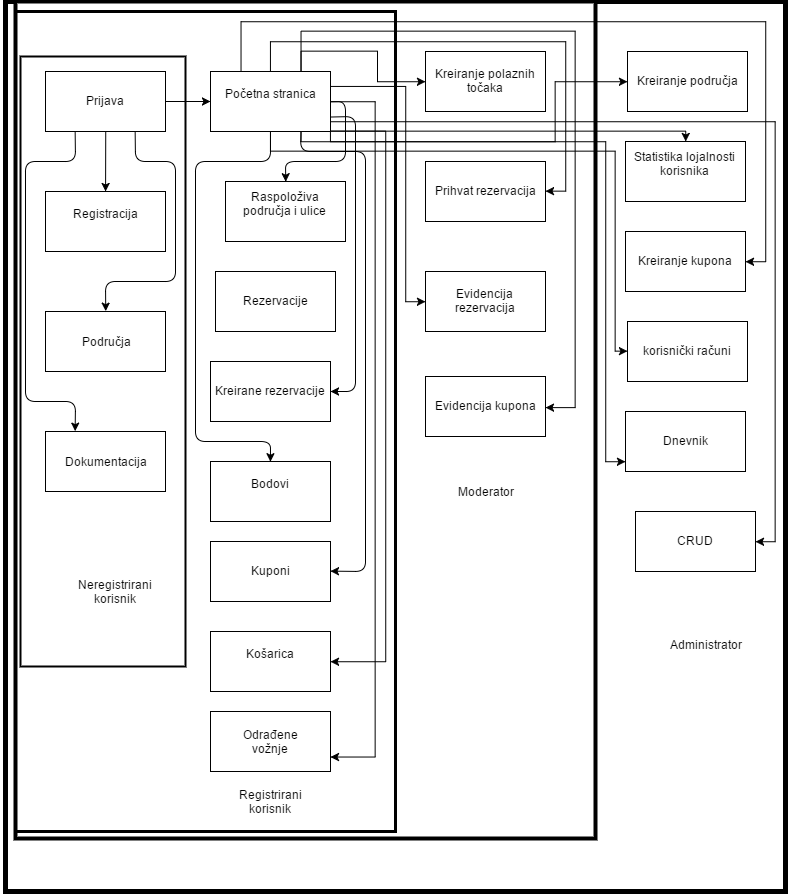 Prijava
Registracija
Područja
Dokumentacija
Neregistrirani
korisnik
Početna stranica
Raspoloživa
područja i ulice
Rezervacije
Kreirane rezervacije
Bodovi
Kuponi
Košarica
Odrađene
vožnje
Registrirani
korisnik
Kreiranje polaznih
točaka
Prihvat rezervacija
Evidencija
rezervacija
Evidencija kupona
Moderator
Kreiranje područja
Statistika lojalnosti
korisnika
Kreiranje kupona
korisnički računi
Dnevnik
CRUD
Administrator